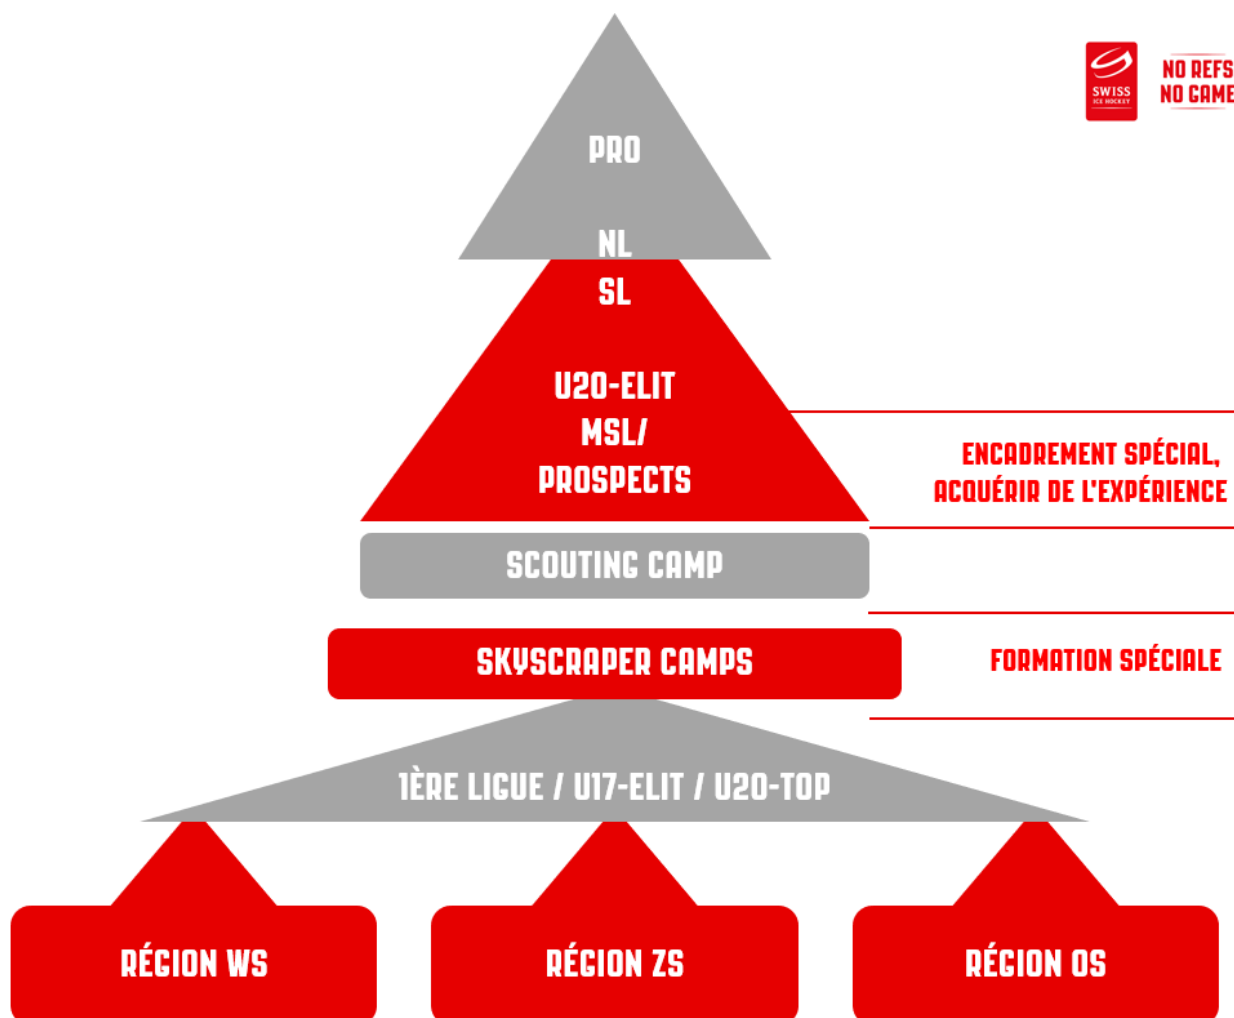 PRO
SWISS
ICE HOCKEY
NO REFS
NO GAME
NL
SL
U20-ELIT
MSL/
PROSPECTS
ENCADREMENT SPÉCIAL,
ACQUÉRIR DE L'EXPÉRIENCE
SCOUTING CAMP
SKYSCRAPER CAMPS
FORMATION SPÉCIALE
1ÈRE LIGUE / U17-ELIT / U20-TOP
RÉGION WS
RÉGION ZS
RÉGION OS